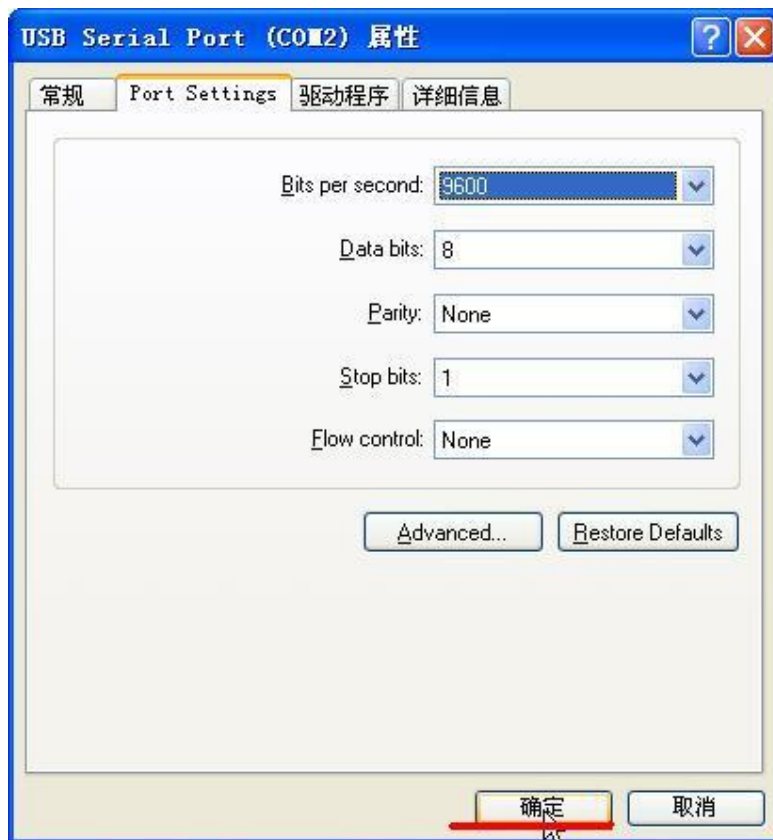 USB Serial Port (COM2) 属性
常规 Port Settings 驱动程序 详细信息
Bits per second: 9600
Data bits: 8
Parity: None
Stop bits: 1
Flow control: None
Advanced... Restore Defaults
确定 取消